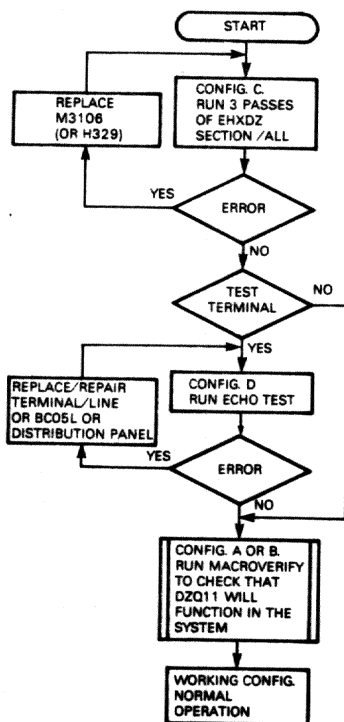 START
CONFIG. C.
RUN 3 PASSES
OF EHXDZ
SECTION /ALL
REPLACE
M3106
(OR H329)
YES
ERROR
NO
TEST
TERMINAL
NO
YES
CONFIG. D
RUN ECHO TEST
REPLACE/REPAIR
TERMINAL/LINE
OR BC05L OR
DISTRIBUTION PANEL
YES
ERROR
NO
CONFIG. A OR B.
RUN MACROVERIFY
TO CHECK THAT
DZQ11 WILL
FUNCTION IN THE
SYSTEM
WORKING CONFIG.
NORMAL
OPERATION